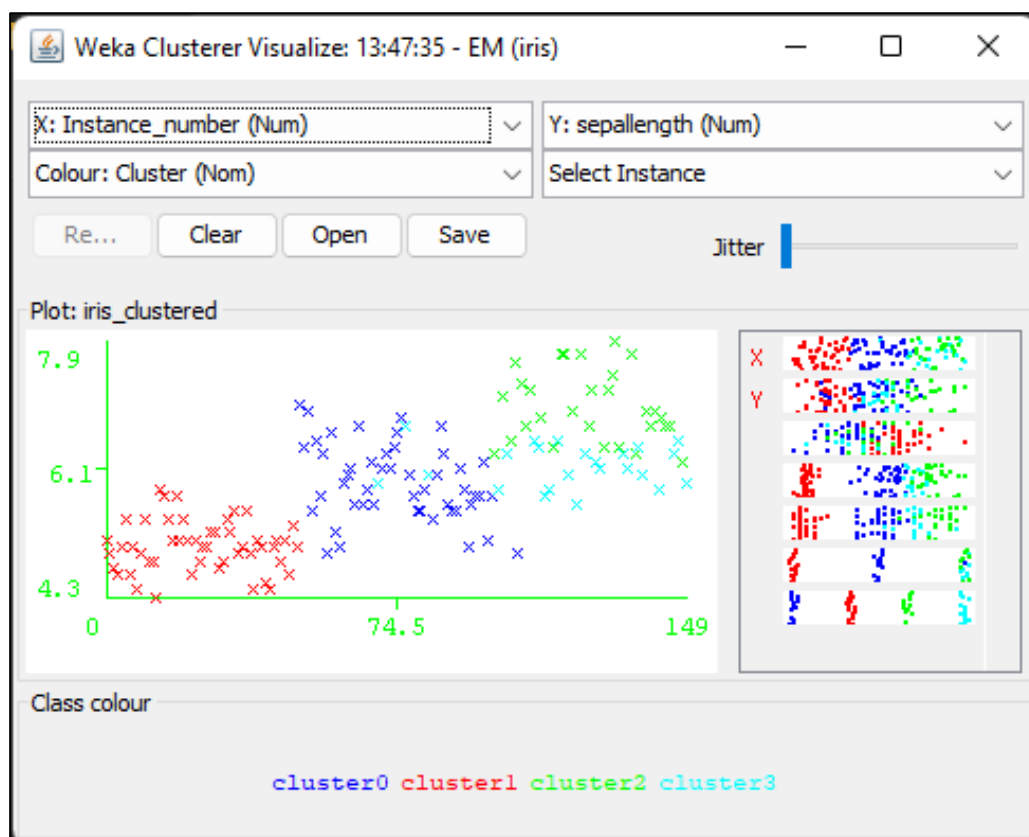 Weka Clusterer Visualize: 13:47:35 - EM (iris)
X: Instance_number (Num)
Y: sepallength (Num)
Colour: Cluster (Nom)
Select Instance
Re...
Clear
Open
Save
Jitter
Plot: iris_clustered
7.9
6.1
4.3
0
74.5
149
X
Y
Class colour
cluster0 cluster1 cluster2 cluster3